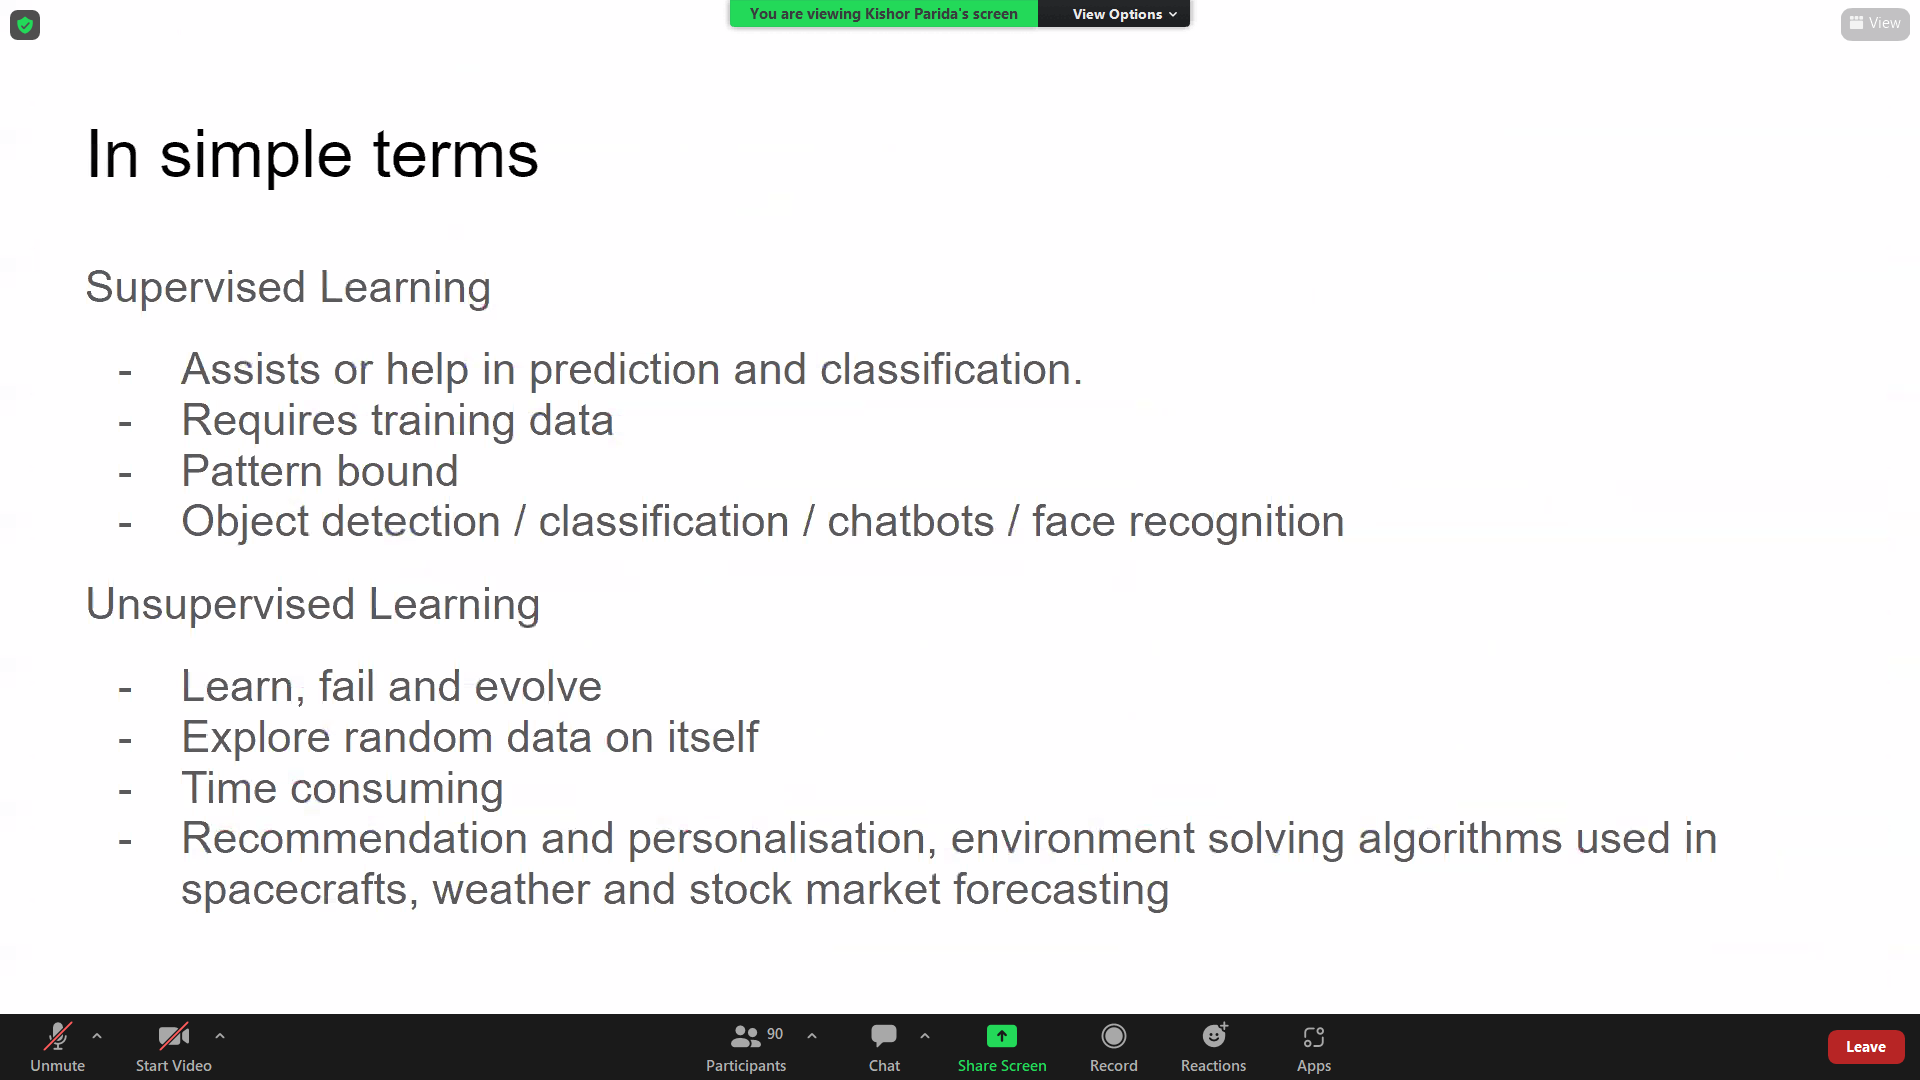 You are viewing Kishor Parida's screen
View Options
View
In simple terms
Supervised Learning
- Assists or help in prediction and classification.
- Requires training data
- Pattern bound
- Object detection / classification / chatbots / face recognition
Unsupervised Learning
- Learn, fail and evolve
- Explore random data on itself
- Time consuming
- Recommendation and personalisation, environment solving algorithms used in
spacecrafts, weather and stock market forecasting
Unmute
Start Video
90
Participants
Chat
Share Screen
Record
Reactions
Apps
Leave